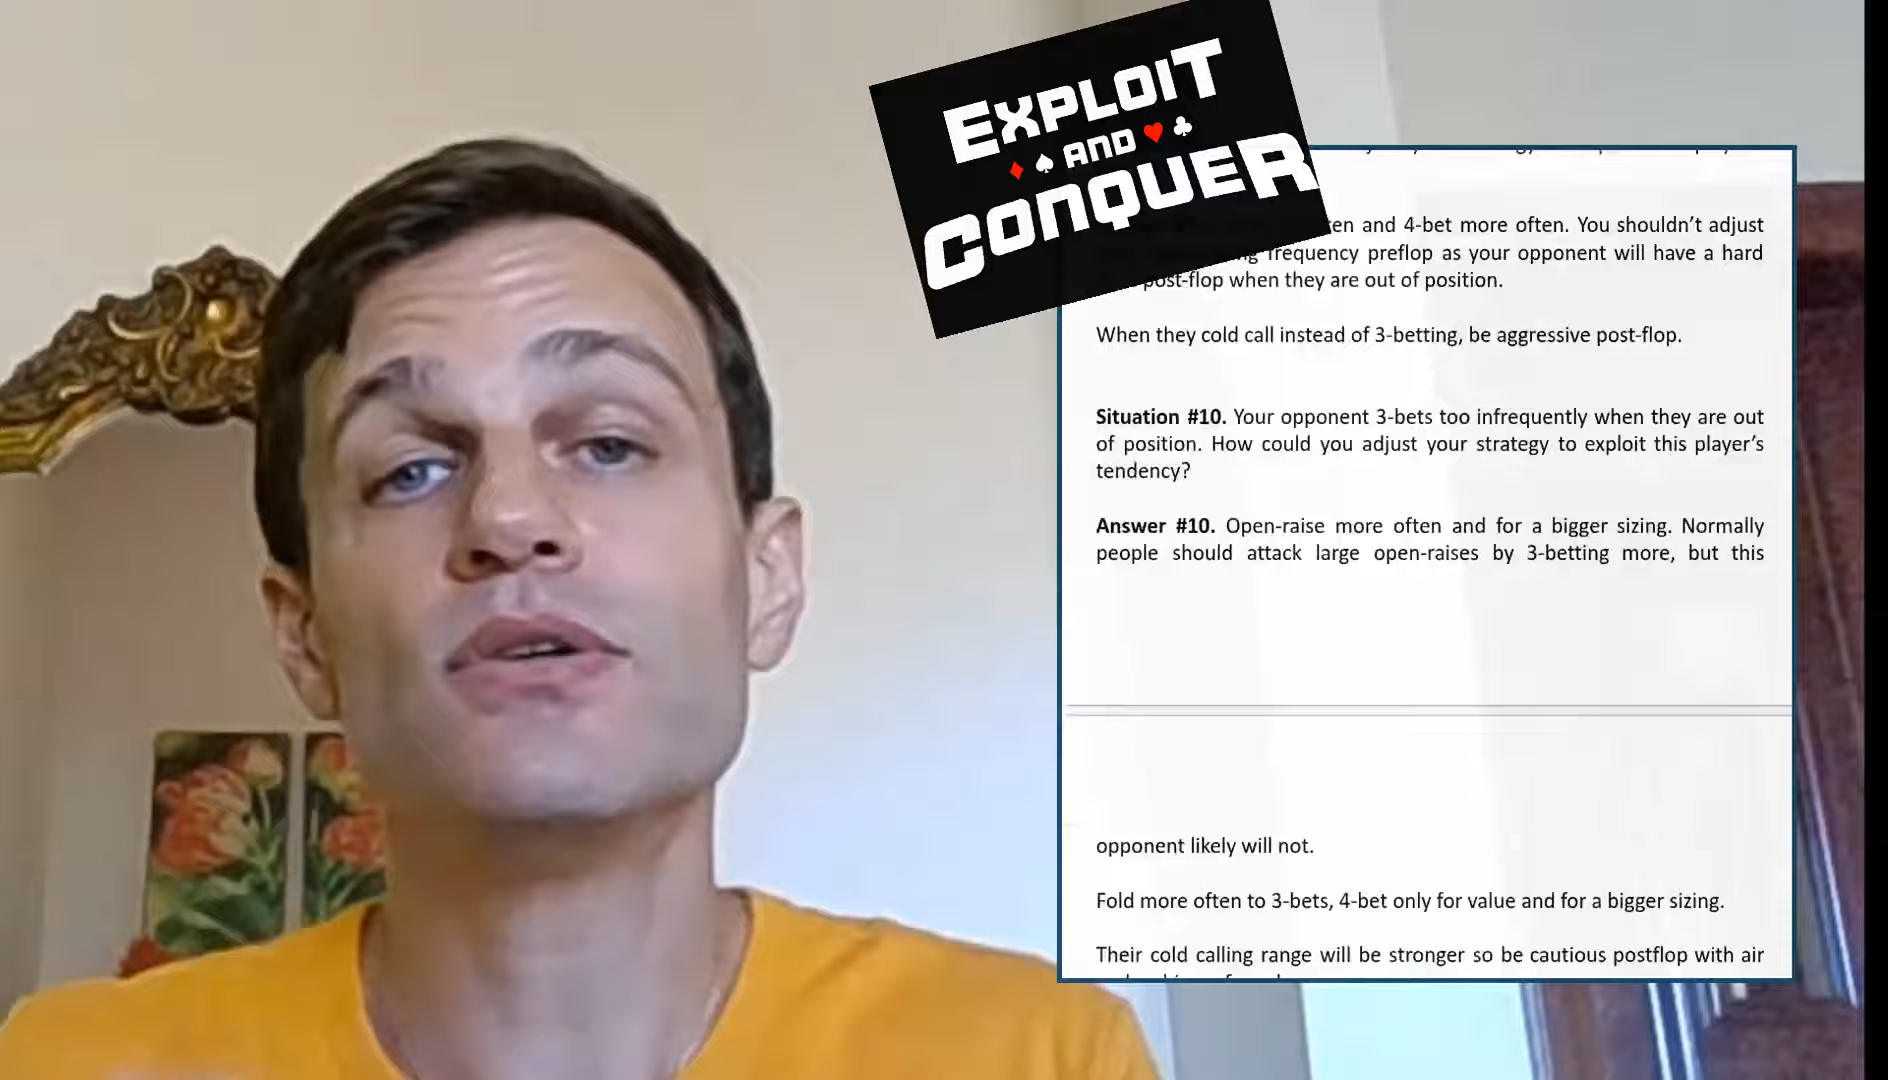 EXPLOIT
AND
CONQUER
en and 4-bet more often. You shouldn’t adjust
frequency preflop as your opponent will have a hard
post-flop when they are out of position.
When they cold call instead of 3-betting, be aggressive post-flop.
Situation #10. Your opponent 3-bets too infrequently when they are out
of position. How could you adjust your strategy to exploit this player’s
tendency?
Answer #10. Open-raise more often and for a bigger sizing. Normally
people should attack large open-raises by 3-betting more, but this
opponent likely will not.
Fold more often to 3-bets, 4-bet only for value and for a bigger sizing.
Their cold calling range will be stronger so be cautious postflop with air